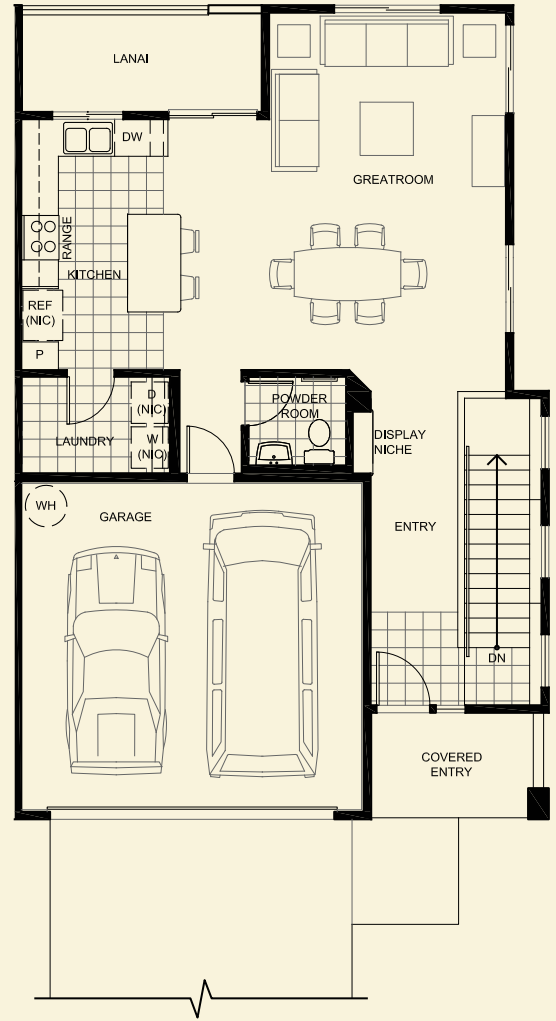 LANAI
DW
GREATROOM
RANGE
KITCHEN
REF
(NIC)
P
D
(NIC)
POWDER
ROOM
LAUNDRY
W
(NIC)
DISPLAY
NICHE
WH
GARAGE
ENTRY
DN
COVERED
ENTRY